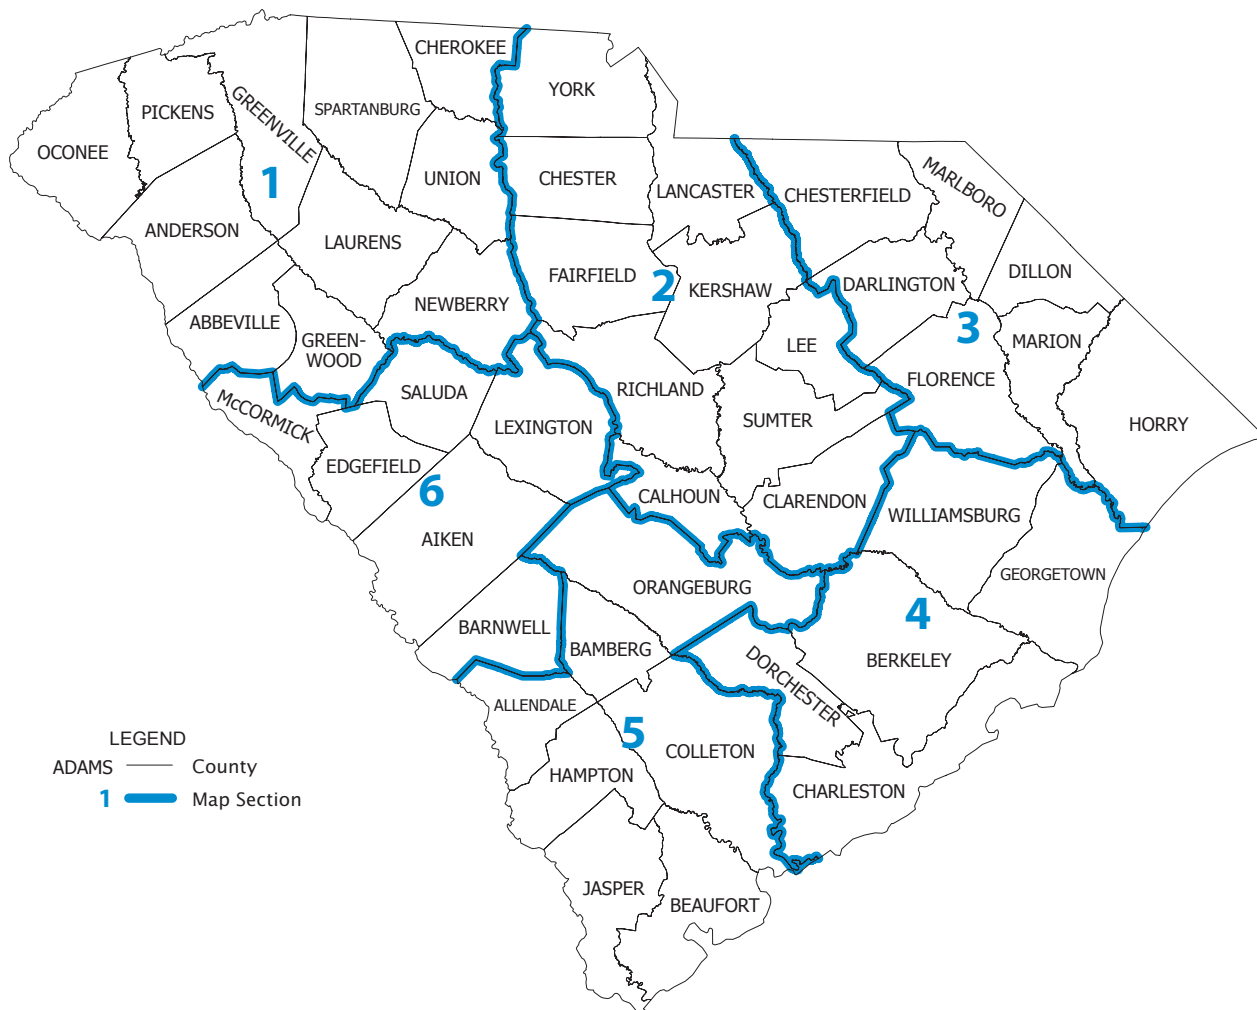 CHEROKEE
YORK
PICKENS
GREENVILLE
SPARTANBURG
OCONEE
UNION
CHESTER
LANCASTER
CHESTERFIELD
MARLBORO
1
ANDERSON
LAURENS
FAIRFIELD
2
KERSHAW
DARLINGTON
DILLON
NEWBERRY
ABBEVILLE
GREEN-
WOOD
LEE
3
MARION
SALUDA
RICHLAND
FLORENCE
McCORMICK
LEXINGTON
SUMTER
HORRY
EDGEFIELD
6
CALHOUN
CLARENDON
WILLIAMSBURG
AIKEN
ORANGEBURG
GEORGETOWN
BARNWELL
BAMBERG
4
BERKELEY
DORCHESTER
ALLENDALE
5
COLLETON
HAMPTON
CHARLESTON
JASPER
BEAUFORT
LEGEND
ADAMS County
1 Map Section